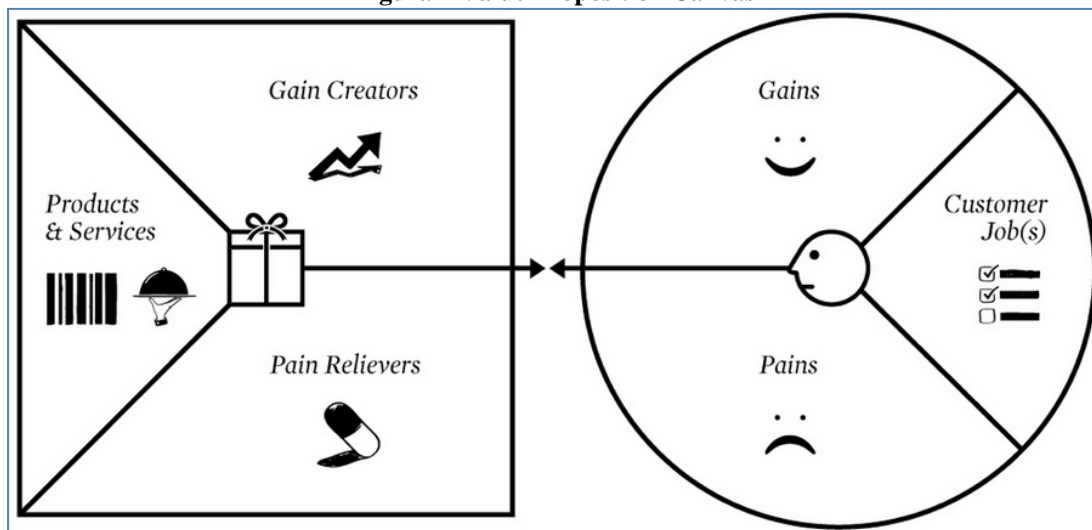 Gain Creators
Gains
Products
& Services
Customer
Job(s)
Pain Relievers
Pains